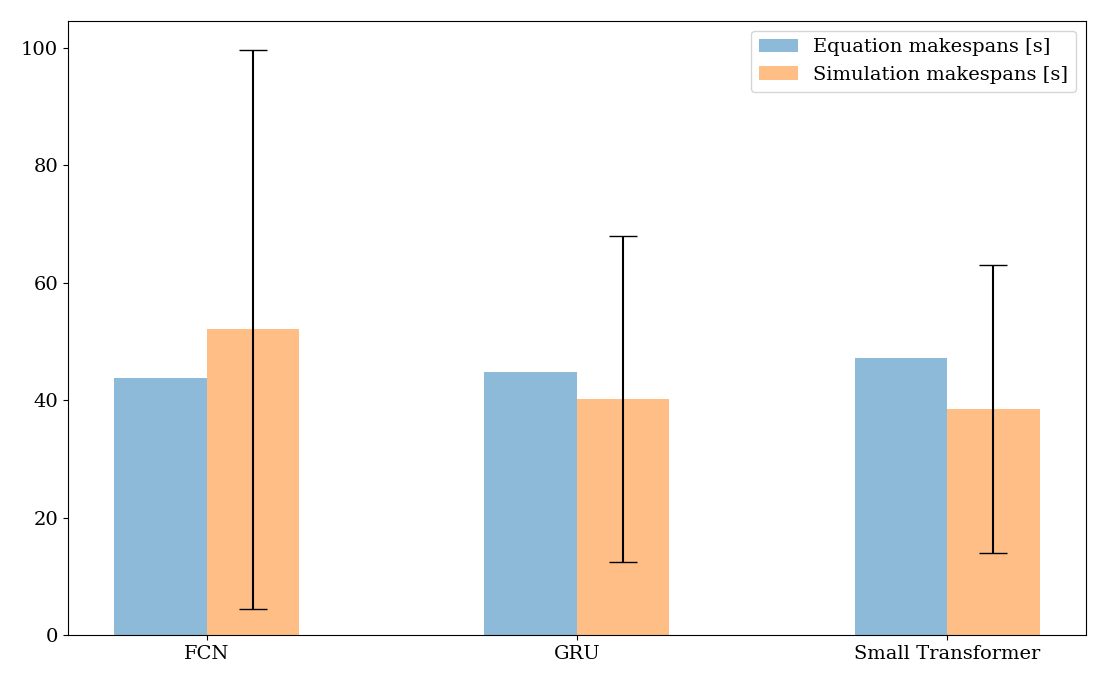 100
80
60
40
20
0
Equation makespans [s]
Simulation makespans [s]
FCN
GRU
Small Transformer